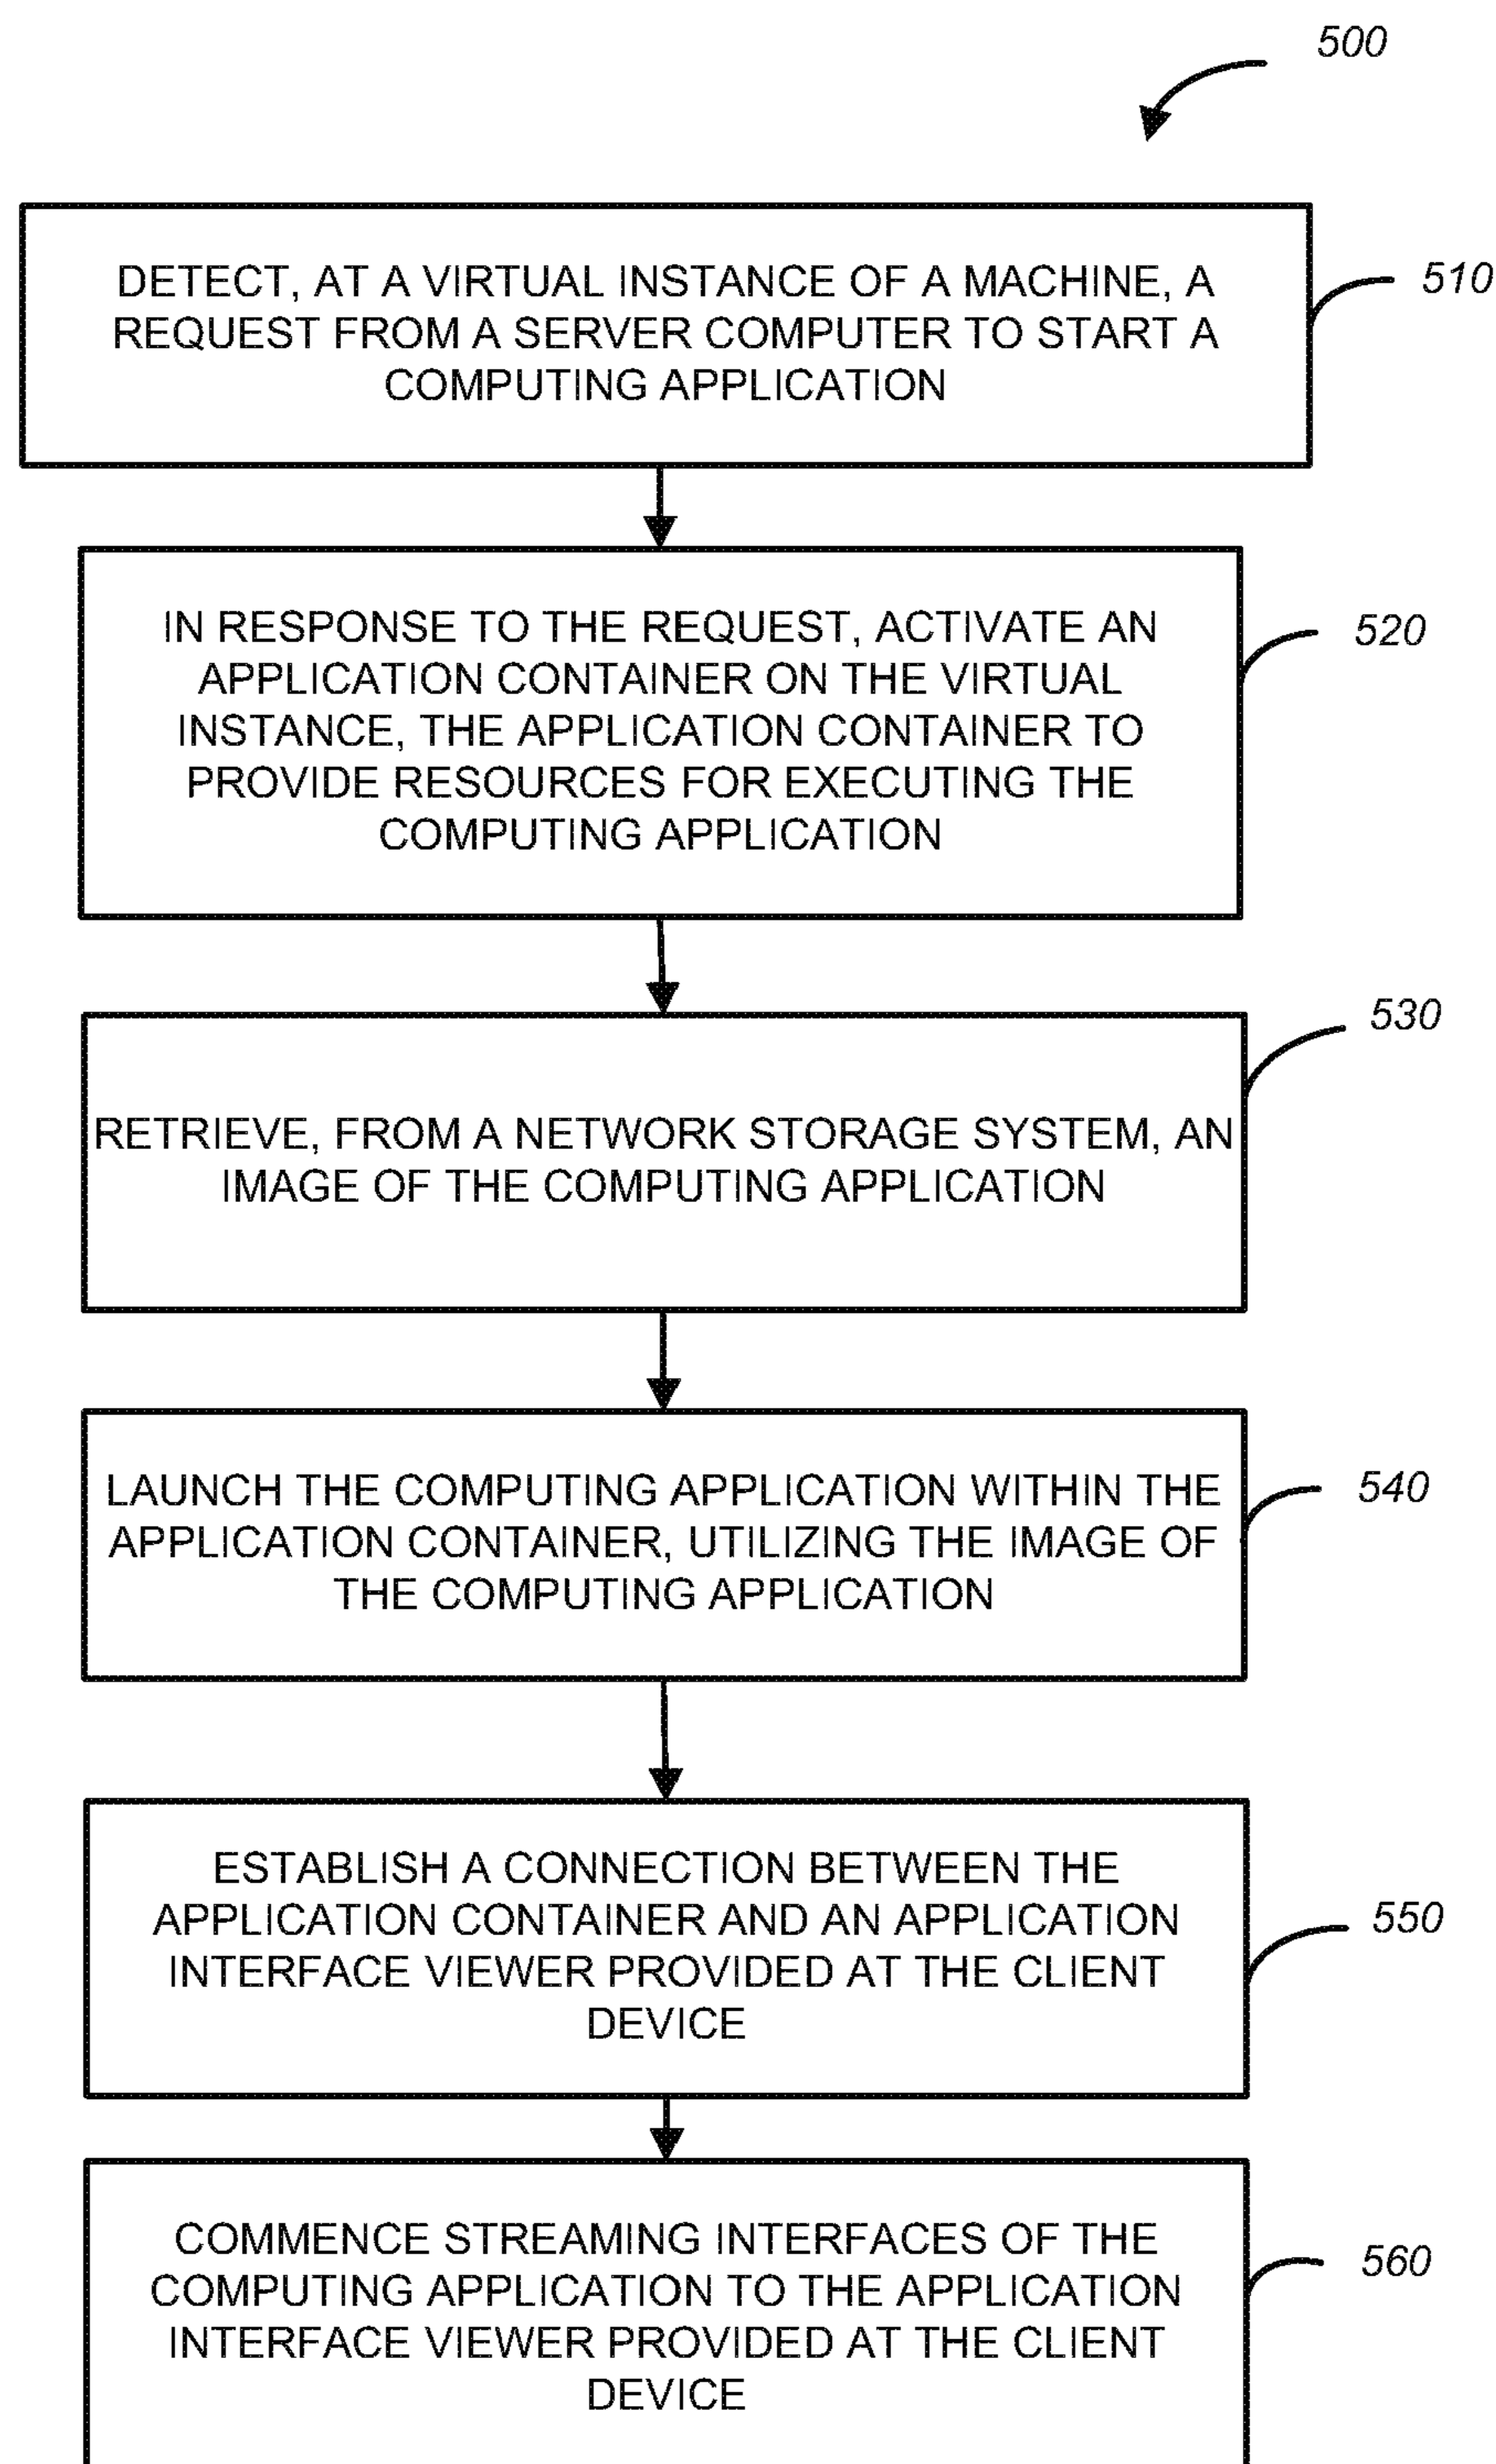 500
DETECT, AT A VIRTUAL INSTANCE OF A MACHINE, A
REQUEST FROM A SERVER COMPUTER TO START A
COMPUTING APPLICATION
510
IN RESPONSE TO THE REQUEST, ACTIVATE AN
APPLICATION CONTAINER ON THE VIRTUAL
INSTANCE, THE APPLICATION CONTAINER TO
PROVIDE RESOURCES FOR EXECUTING THE
COMPUTING APPLICATION
520
RETRIEVE, FROM A NETWORK STORAGE SYSTEM, AN
IMAGE OF THE COMPUTING APPLICATION
530
LAUNCH THE COMPUTING APPLICATION WITHIN THE
APPLICATION CONTAINER, UTILIZING THE IMAGE OF
THE COMPUTING APPLICATION
540
ESTABLISH A CONNECTION BETWEEN THE
APPLICATION CONTAINER AND AN APPLICATION
INTERFACE VIEWER PROVIDED AT THE CLIENT
DEVICE
550
COMMENCE STREAMING INTERFACES OF THE
COMPUTING APPLICATION TO THE APPLICATION
INTERFACE VIEWER PROVIDED AT THE CLIENT
DEVICE
560